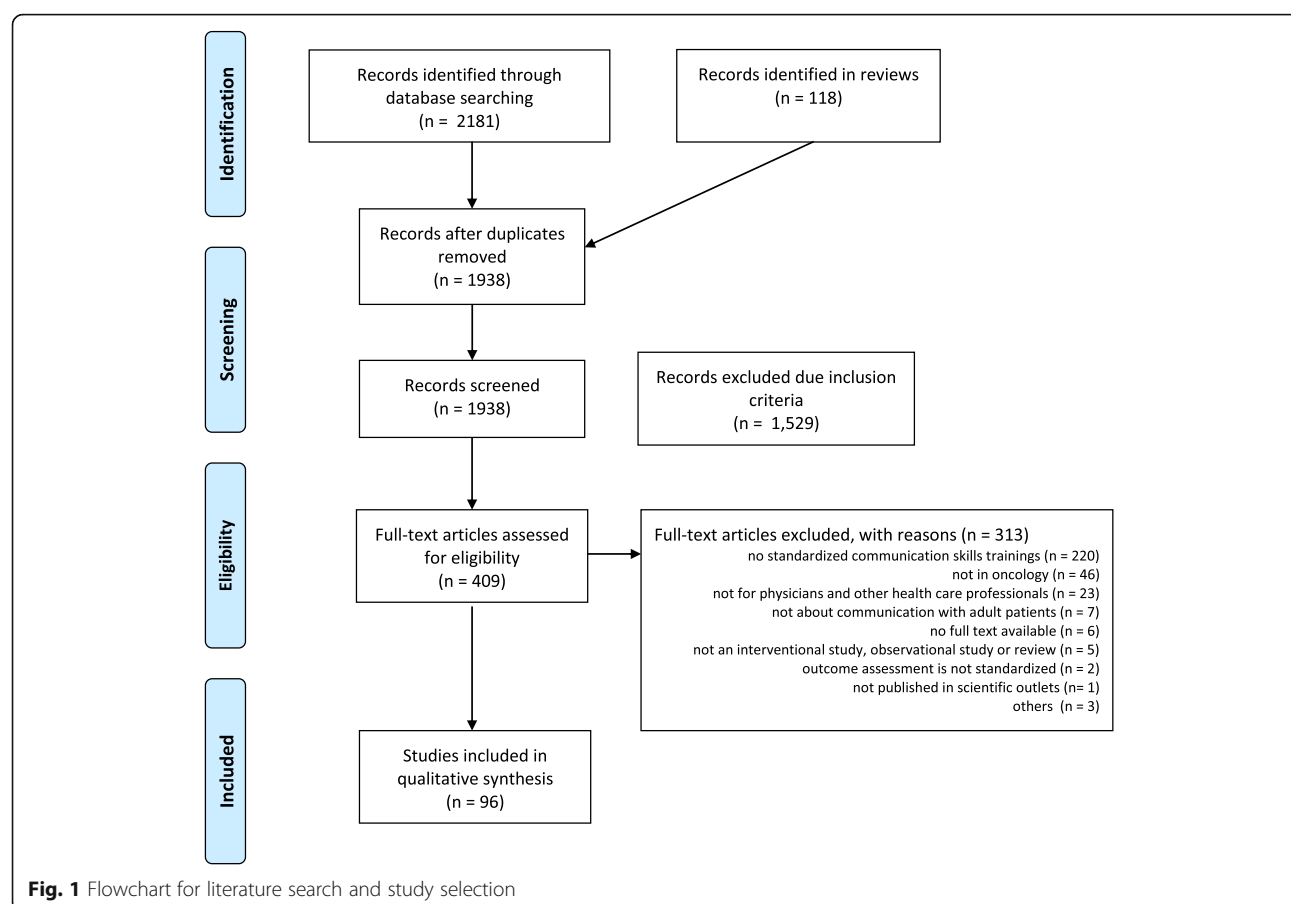 Identification
Records identified through
database searching
(n = 2181)
Records identified in reviews
(n = 118)
Records after duplicates
removed
(n = 1938)
Screening
Records screened
(n = 1938)
Records excluded due inclusion
criteria
(n = 1,529)
Eligibility
Full-text articles assessed
for eligibility
(n = 409)
Full-text articles excluded, with reasons (n = 313)
no standardized communication skills trainings (n = 220)
not in oncology (n = 46)
not for physicians and other health care professionals (n = 23)
not about communication with adult patients (n = 7)
no full text available (n = 6)
not an interventional study, observational study or review (n = 5)
outcome assessment is not standardized (n = 2)
not published in scientific outlets (n= 1)
others (n = 3)
Included
Studies included in
qualitative synthesis
(n = 96)
Fig. 1 Flowchart for literature search and study selection